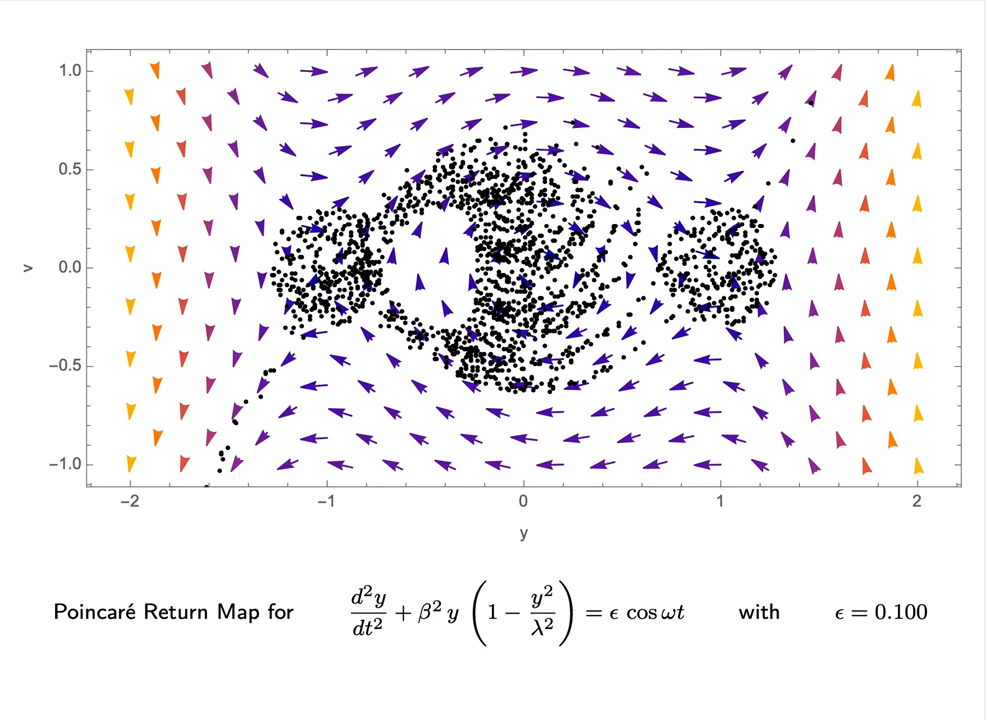 1.0
0.5
v
0.0
−0.5
−1.0
−2 −1 0 1 2
y
Poincaré Return Map for d²y/dt² + β² y (1 − y²/λ²) = ϵ cos ωt with ϵ = 0.100